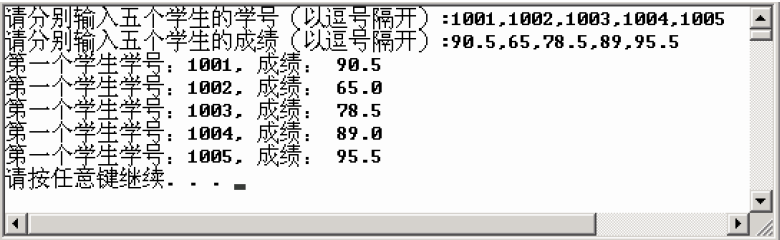 请分别输入五个学生的学号（以逗号隔开）:1001,1002,1003,1004,1005
请分别输入五个学生的成绩（以逗号隔开）:90.5,65,78.5,89,95.5
第一个学生学号：1001, 成绩： 90.5
第一个学生学号：1002, 成绩： 65.0
第一个学生学号：1003, 成绩： 78.5
第一个学生学号：1004, 成绩： 89.0
第一个学生学号：1005, 成绩： 95.5
请按任意键继续. . .